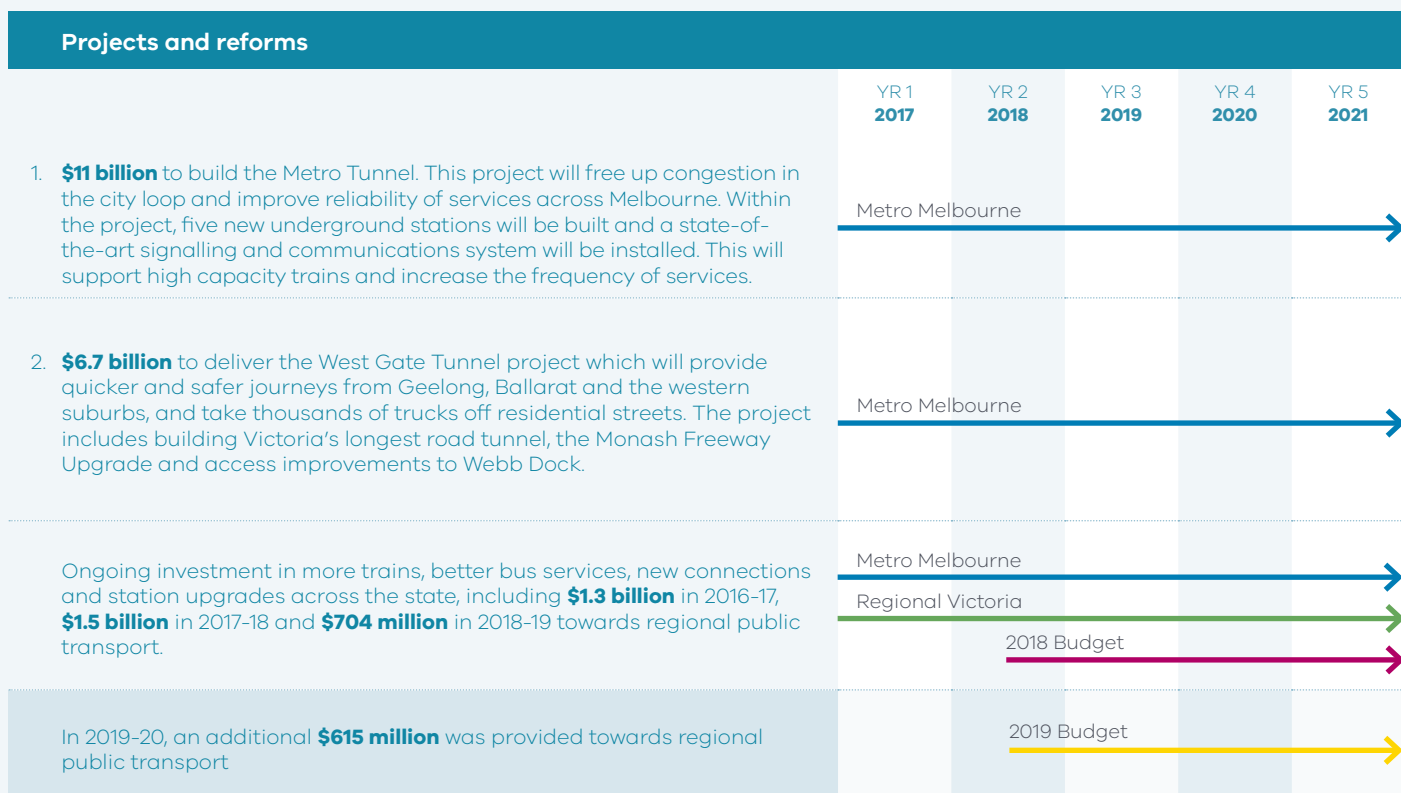 Projects and reforms
YR 1 YR 2 YR 3 YR 4 YR 5
2017 2018 2019 2020 2021
1. $11 billion to build the Metro Tunnel. This project will free up congestion in
the city loop and improve reliability of services across Melbourne. Within
the project, five new underground stations will be built and a state-of-
the-art signalling and communications system will be installed. This will
support high capacity trains and increase the frequency of services.
Metro Melbourne
2. $6.7 billion to deliver the West Gate Tunnel project which will provide
quicker and safer journeys from Geelong, Ballarat and the western
suburbs, and take thousands of trucks off residential streets. The project
includes building Victoria's longest road tunnel, the Monash Freeway
Upgrade and access improvements to Webb Dock.
Metro Melbourne
Ongoing investment in more trains, better bus services, new connections
and station upgrades across the state, including $1.3 billion in 2016-17,
$1.5 billion in 2017-18 and $704 million in 2018-19 towards regional public
transport.
Metro Melbourne
Regional Victoria
2018 Budget
In 2019-20, an additional $615 million was provided towards regional
public transport
2019 Budget